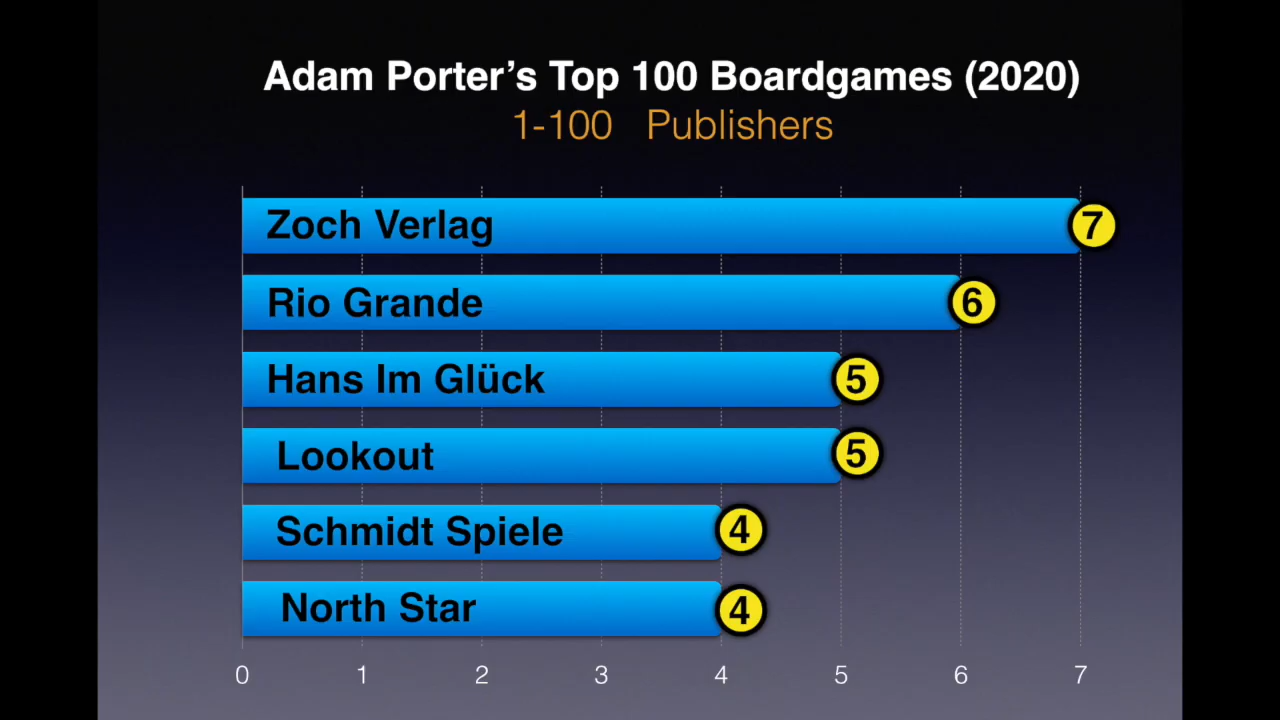 Adam Porter’s Top 100 Boardgames (2020)
1-100 Publishers
Zoch Verlag 7
Rio Grande 6
Hans Im Glück 5
Lookout 5
Schmidt Spiele 4
North Star 4
0 1 2 3 4 5 6 7